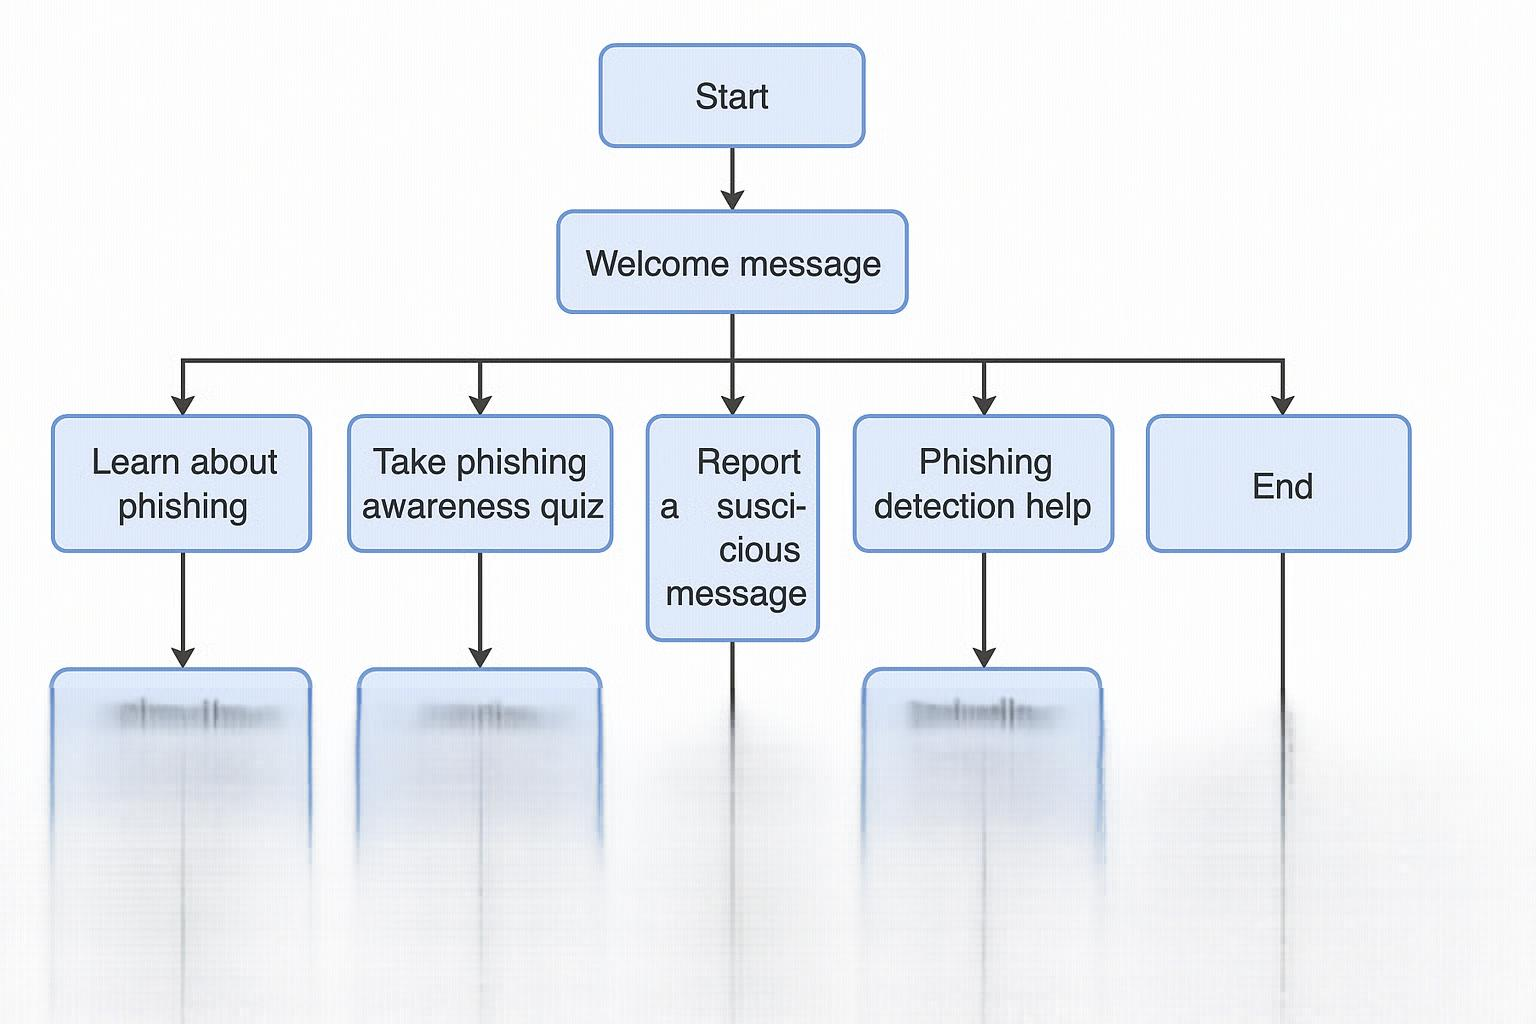 Start
Welcome message
Learn about
phishing
Take phishing
awareness quiz
Report
a susci-
cious
message
Phishing
detection help
End